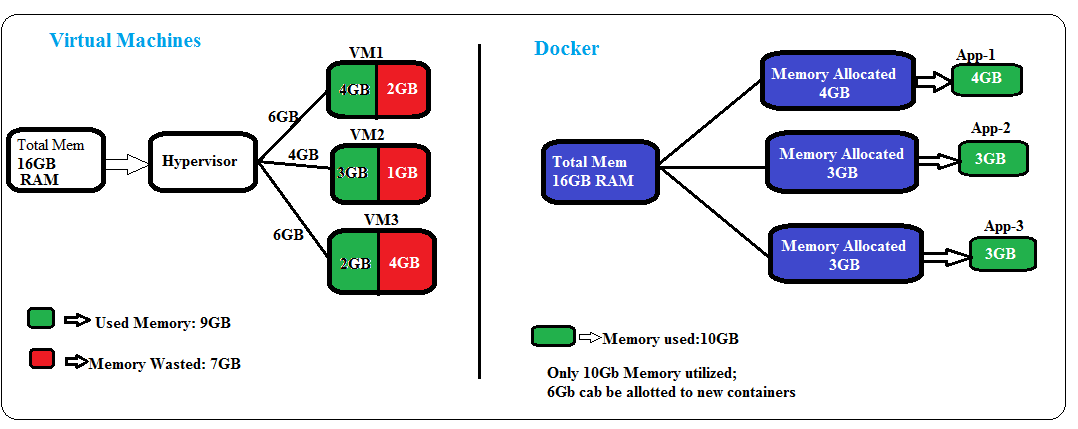 Virtual Machines
VM1
4GB
2GB
6GB
Total Mem
16GB
RAM
Hypervisor
VM2
4GB
3GB
1GB
VM3
6GB
2GB
4GB
Used Memory: 9GB
Memory Wasted: 7GB
Docker
Total Mem
16GB RAM
Memory Allocated
4GB
App-1
4GB
Memory Allocated
3GB
App-2
3GB
Memory Allocated
3GB
App-3
3GB
Memory used:10GB
Only 10Gb Memory utilized;
6Gb cab be allotted to new containers